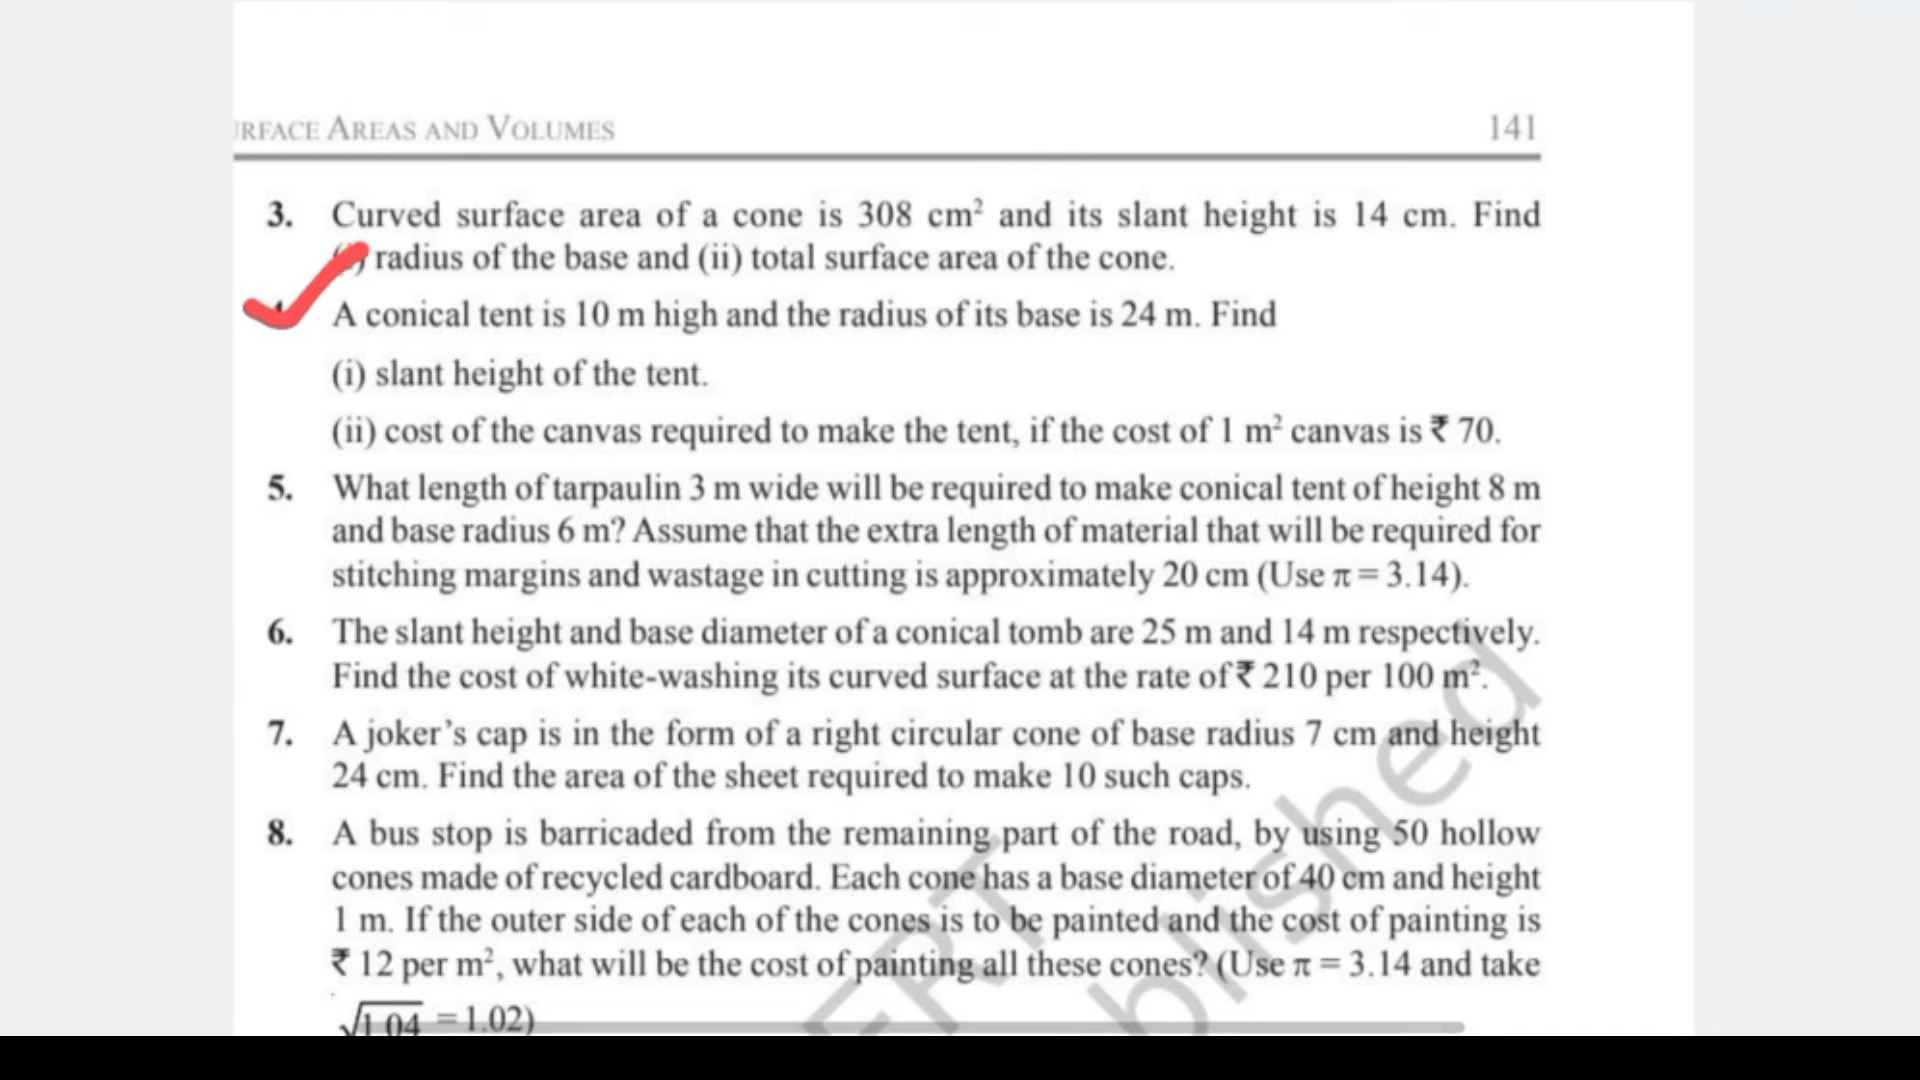 RFACE AREAS AND VOLUMES 141
3. Curved surface area of a cone is 308 cm² and its slant height is 14 cm. Find
radius of the base and (ii) total surface area of the cone.
A conical tent is 10 m high and the radius of its base is 24 m. Find
(i) slant height of the tent.
(ii) cost of the canvas required to make the tent, if the cost of 1 m² canvas is ₹ 70.
5. What length of tarpaulin 3 m wide will be required to make conical tent of height 8 m
and base radius 6 m? Assume that the extra length of material that will be required for
stitching margins and wastage in cutting is approximately 20 cm (Use π = 3.14).
6. The slant height and base diameter of a conical tomb are 25 m and 14 m respectively.
Find the cost of white-washing its curved surface at the rate of ₹ 210 per 100 m².
7. A joker's cap is in the form of a right circular cone of base radius 7 cm and height
24 cm. Find the area of the sheet required to make 10 such caps.
8. A bus stop is barricaded from the remaining part of the road, by using 50 hollow
cones made of recycled cardboard. Each cone has a base diameter of 40 cm and height
1 m. If the outer side of each of the cones is to be painted and the cost of painting is
₹ 12 per m², what will be the cost of painting all these cones? (Use π = 3.14 and take
√1.04 = 1.02)
ERT
blished